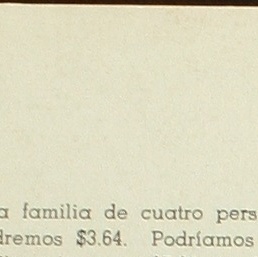 a familia de cuatro pers
dremos $3.64. Podríamos